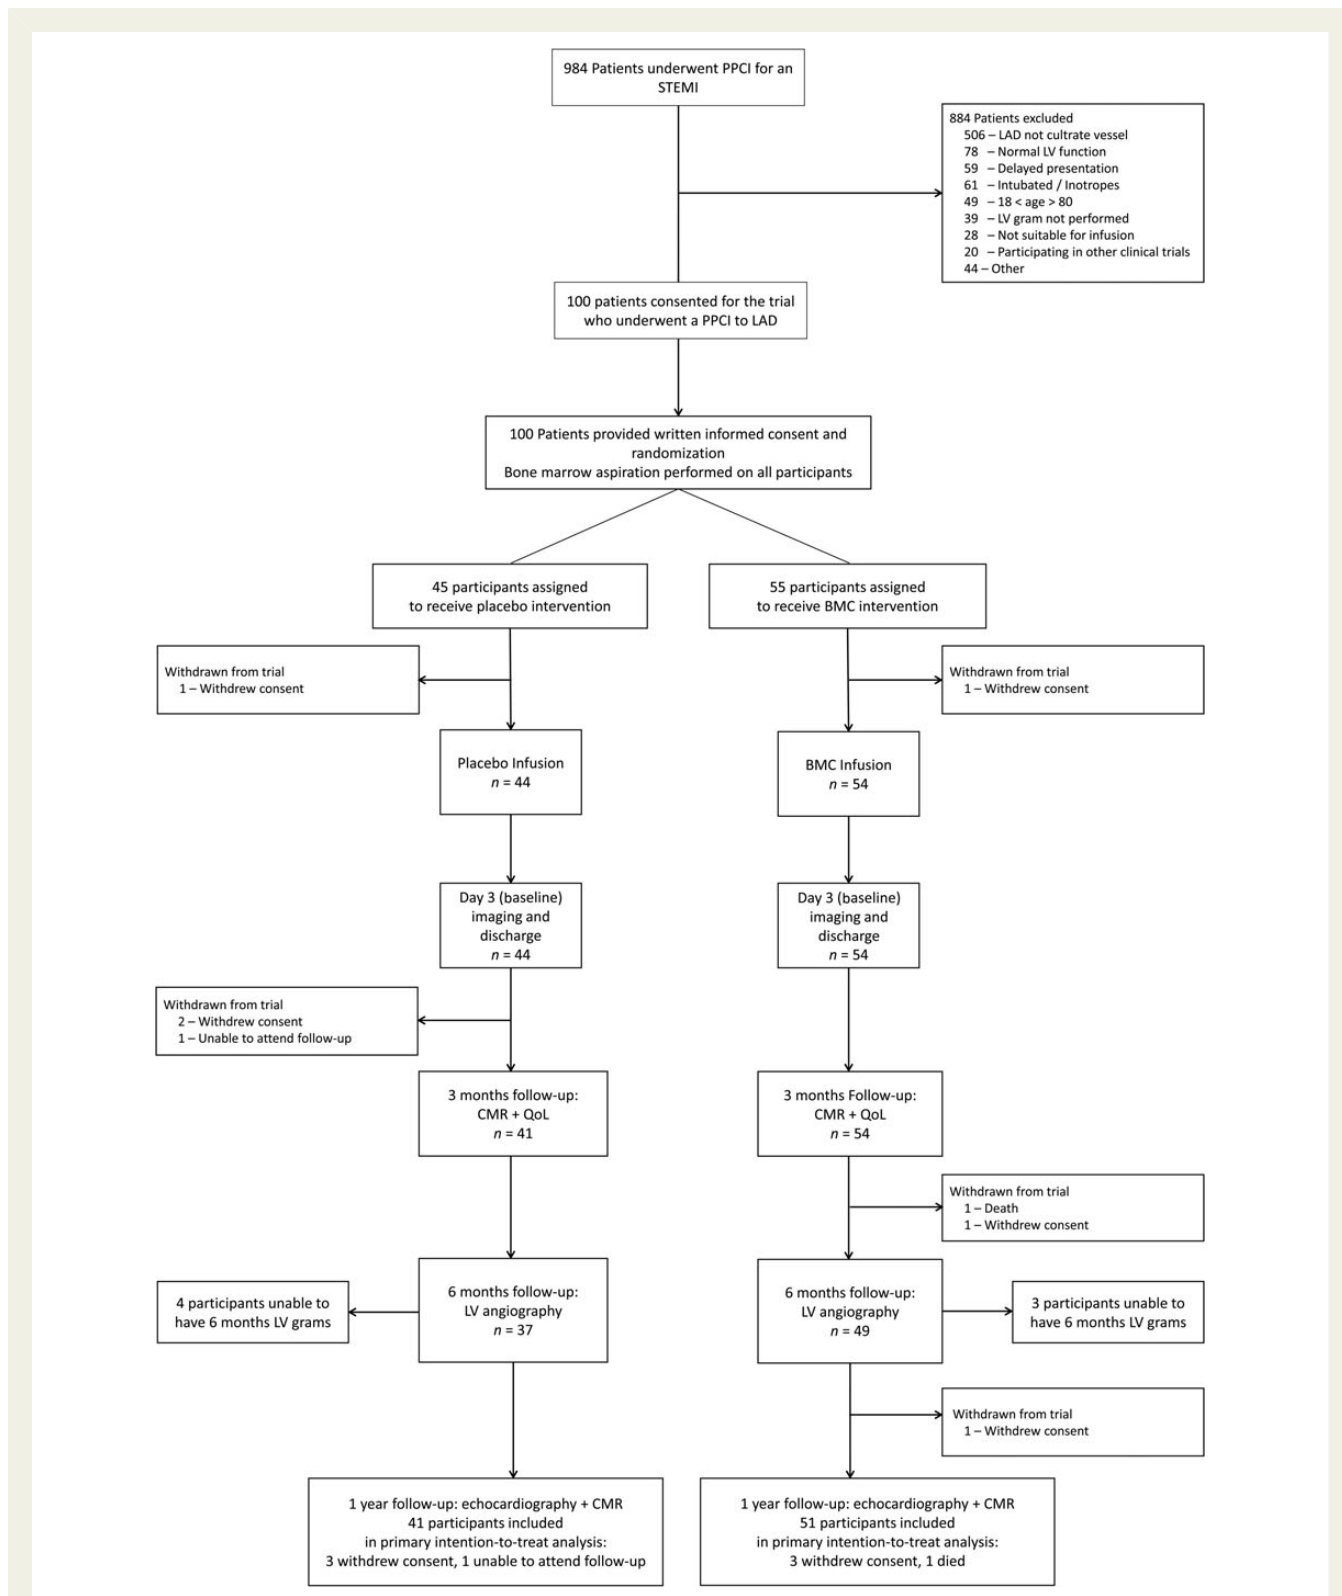 984 Patients underwent PPCI for an
STEMI
884 Patients excluded
506 – LAD not cultrate vessel
78 – Normal LV function
59 – Delayed presentation
61 – Intubated / Inotropes
49 – 18 < age > 80
39 – LV gram not performed
28 – Not suitable for infusion
20 – Participating in other clinical trials
44 – Other
100 patients consented for the trial
who underwent a PPCI to LAD
100 Patients provided written informed consent and
randomization
Bone marrow aspiration performed on all participants
45 participants assigned
to receive placebo intervention
55 participants assigned
to receive BMC intervention
Withdrawn from trial
1 – Withdrew consent
Withdrawn from trial
1 – Withdrew consent
Placebo Infusion
n = 44
BMC Infusion
n = 54
Day 3 (baseline)
imaging and
discharge
n = 44
Day 3 (baseline)
imaging and
discharge
n = 54
Withdrawn from trial
2 – Withdrew consent
1 – Unable to attend follow-up
3 months follow-up:
CMR + QoL
n = 41
3 months Follow-up:
CMR + QoL
n = 54
Withdrawn from trial
1 – Death
1 – Withdrew consent
4 participants unable to
have 6 months LV grams
6 months follow-up:
LV angiography
n = 37
6 months follow-up:
LV angiography
n = 49
3 participants unable to
have 6 months LV grams
Withdrawn from trial
1 – Withdrew consent
1 year follow-up: echocardiography + CMR
41 participants included
in primary intention-to-treat analysis:
3 withdrew consent, 1 unable to attend follow-up
1 year follow-up: echocardiography + CMR
51 participants included
in primary intention-to-treat analysis:
3 withdrew consent, 1 died